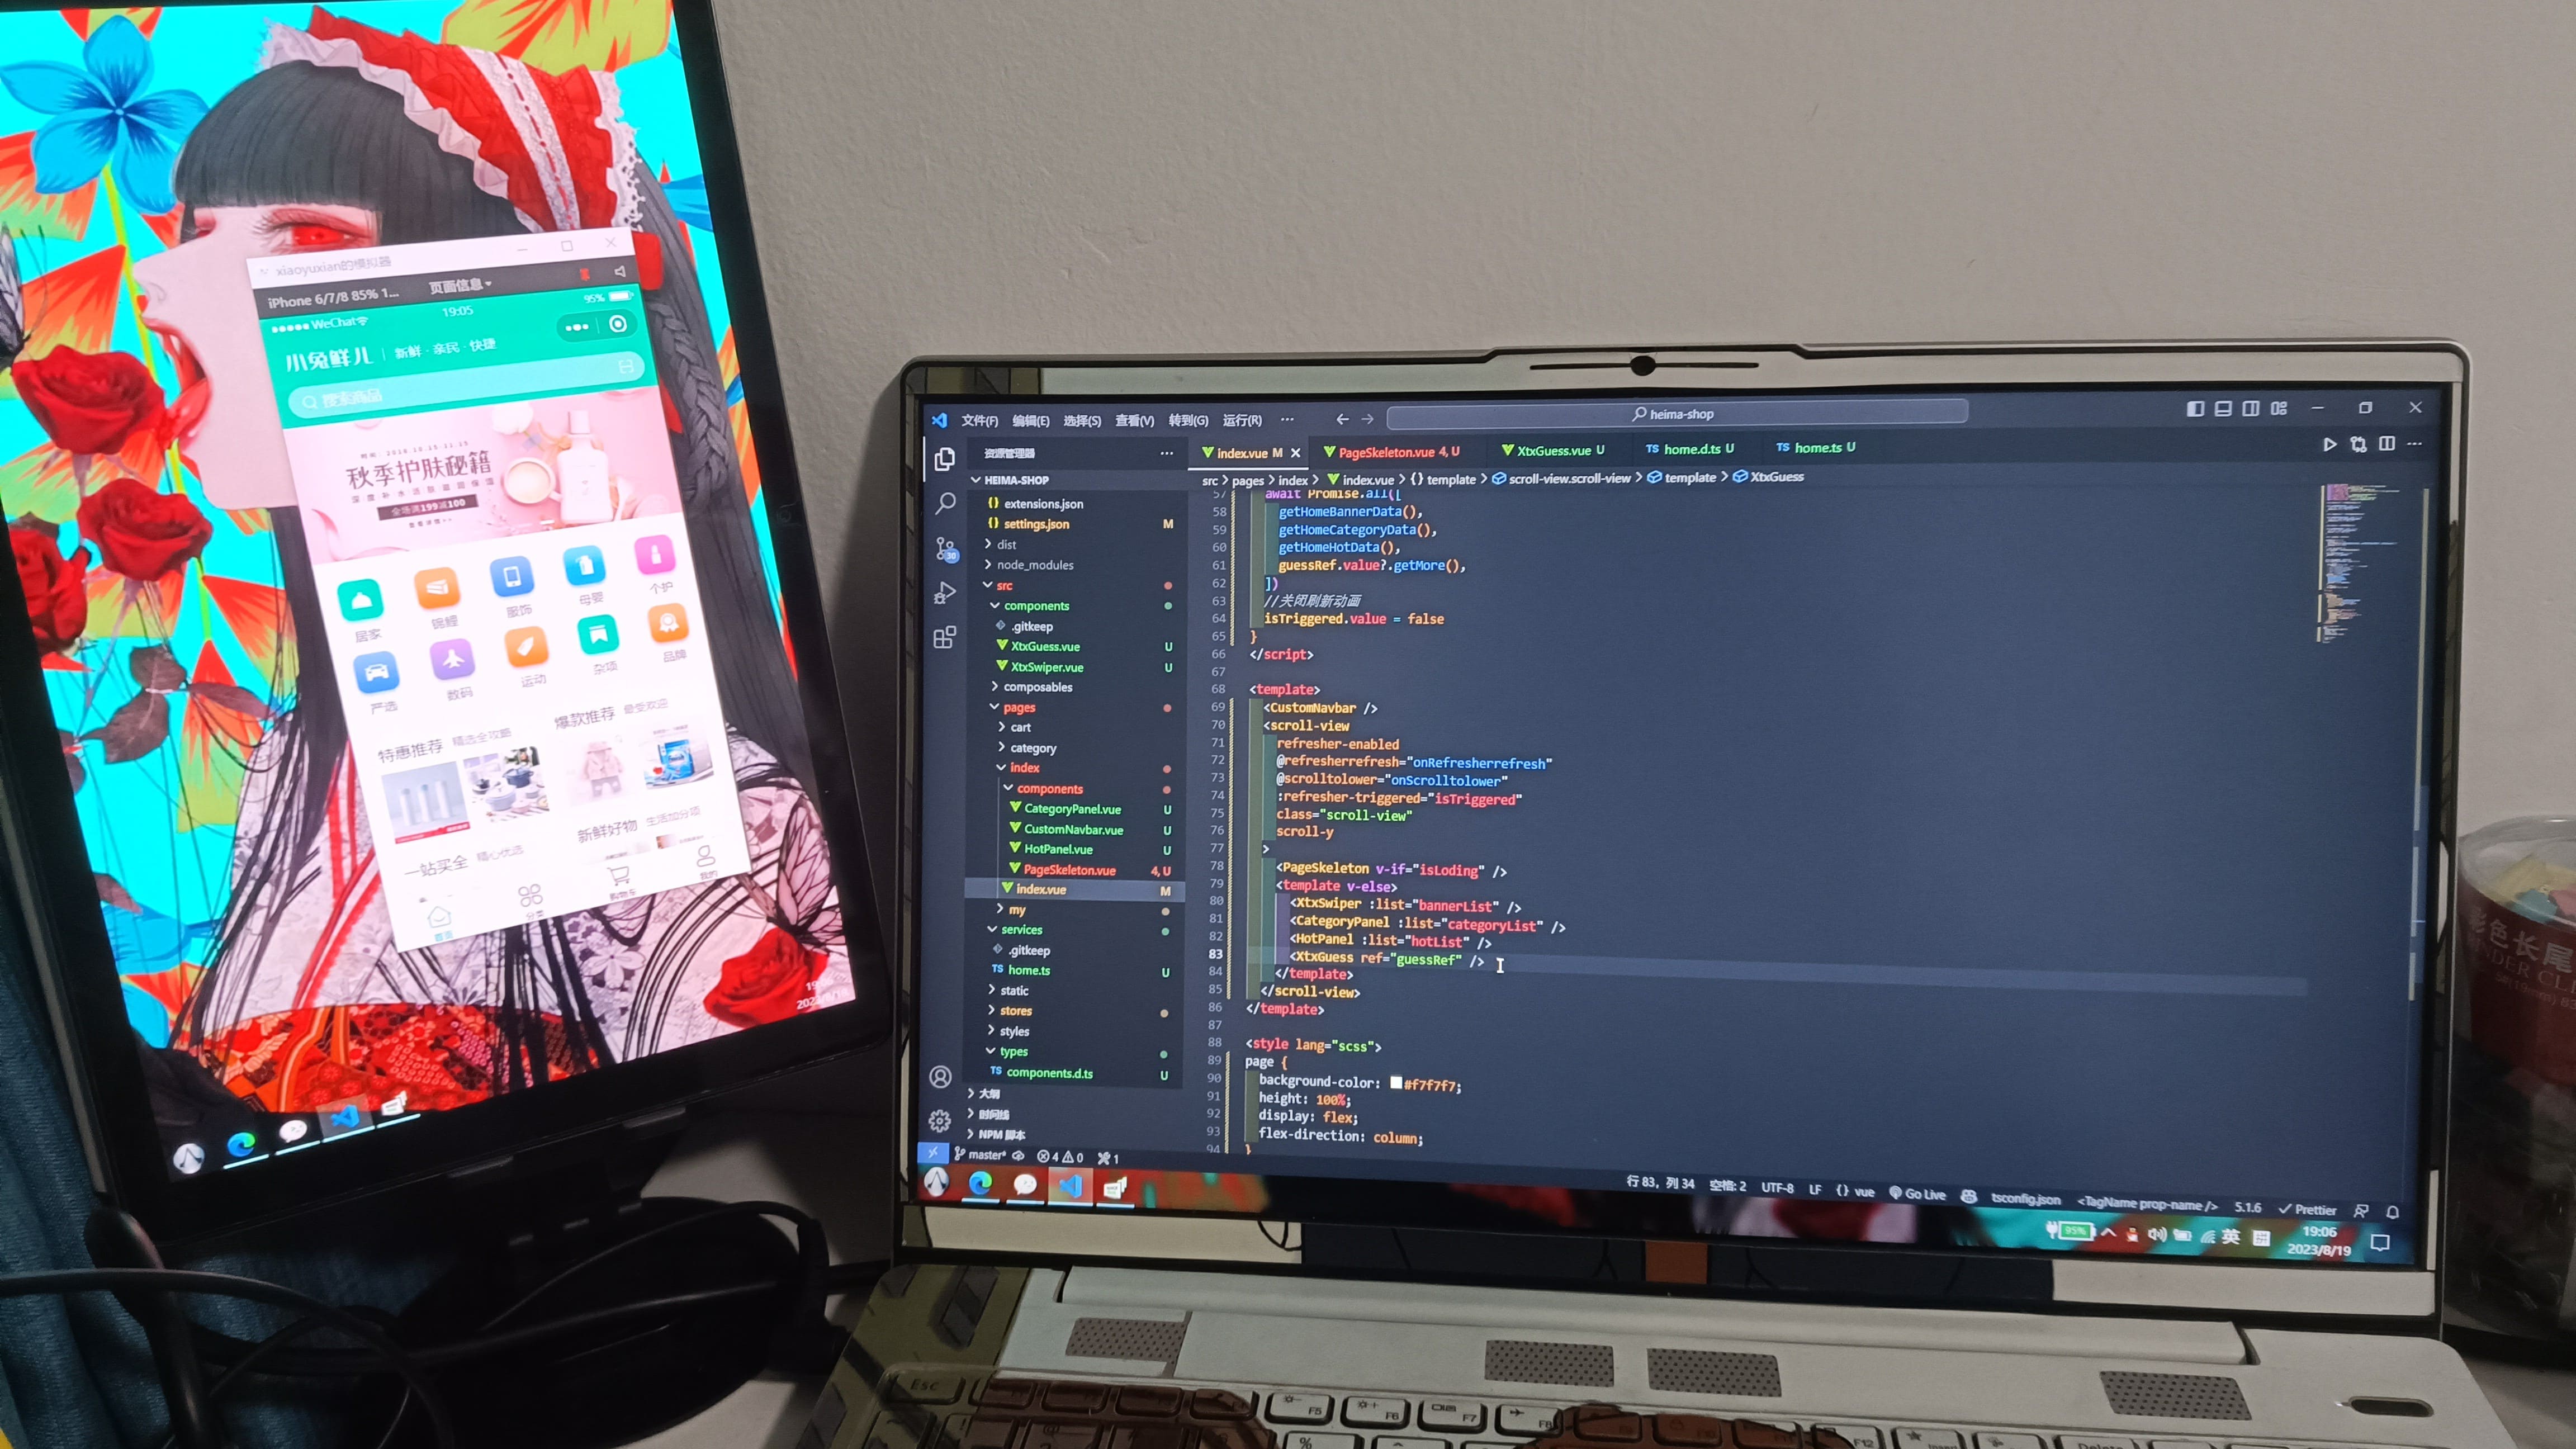 xiaoyuxian的模拟器
iPhone 6/7/8 85% 1...
页面信息
WeChat
19:05
95%
小兔鲜儿
新鲜·亲民·快捷
搜索商品
秋季护肤秘籍
全场满199减100
居家
锦鲤
服饰
母婴
个护
严选
数码
运动
杂项
品牌
特惠推荐 精选全攻略
爆款推荐 最受欢迎
一站买全 精心优选
新鲜好物 生活加分项
首页
分类
购物车
我的
文件(F) 编辑(E) 选择(S) 查看(V) 转到(G) 运行(R) ···
heima-shop
资源管理器
HEIMA-SHOP
extensions.json
settings.json M
dist
node_modules
src
components
.gitkeep
XtxGuess.vue U
XtxSwiper.vue U
composables
pages
cart
category
index
components
CategoryPanel.vue U
CustomNavbar.vue U
HotPanel.vue U
PageSkeleton.vue 4, U
index.vue M
my
services
.gitkeep
TS home.ts U
static
stores
styles
types
TS components.d.ts U
大纲
时间线
NPM 脚本
index.vue M PageSkeleton.vue 4, U XtxGuess.vue U TS home.d.ts U TS home.ts U
src > pages > index > index.vue > {} template > scroll-view.scroll-view > template > XtxGuess
57 await Promise.all([
58 getHomeBannerData(),
59 getHomeCategoryData(),
60 getHomeHotData(),
61 guessRef.value?.getMore(),
62 ])
63 //关闭刷新动画
64 isTriggered.value = false
65 }
66 </script>
67
68 <template>
69 <CustomNavbar />
70 <scroll-view
71 refresher-enabled
72 @refresherrefresh="onRefresherrefresh"
73 @scrolltolower="onScrolltolower"
74 :refresher-triggered="isTriggered"
75 class="scroll-view"
76 scroll-y
77 >
78 <PageSkeleton v-if="isLoding" />
79 <template v-else>
80 <XtxSwiper :list="bannerList" />
81 <CategoryPanel :list="categoryList" />
82 <HotPanel :list="hotList" />
83 <XtxGuess ref="guessRef" />
84 </template>
85 </scroll-view>
86 </template>
87
88 <style lang="scss">
89 page {
90 background-color: #f7f7f7;
91 height: 100%;
92 display: flex;
93 flex-direction: column;
94 }
master* 4 0 1
行 83, 列 34 空格: 2 UTF-8 LF {} vue Go Live tsconfig.json <TagName prop-name /> 5.1.6 Prettier
95% 英
19:06
2023/8/19
彩色长尾
Esc
F5
F6
F7
F8
F12
Delete